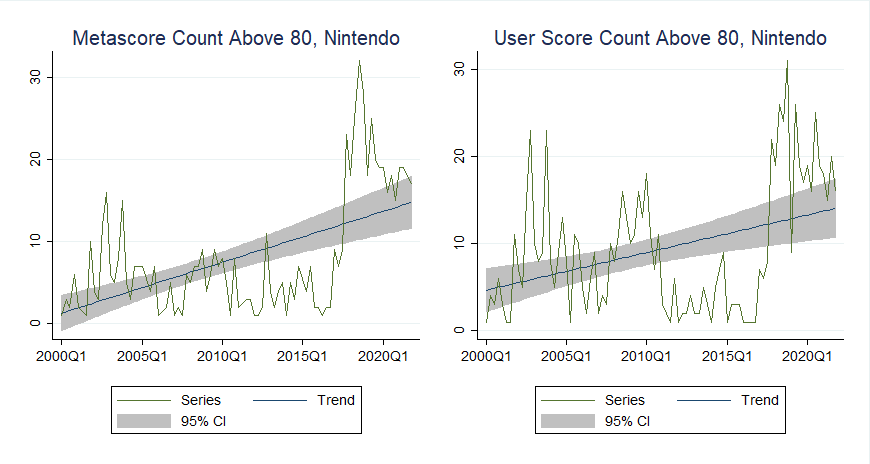 Metascore Count Above 80, Nintendo
30
20
10
0
2000Q1 2005Q1 2010Q1 2015Q1 2020Q1
Series Trend
95% CI
User Score Count Above 80, Nintendo
30
20
10
0
2000Q1 2005Q1 2010Q1 2015Q1 2020Q1
Series Trend
95% CI